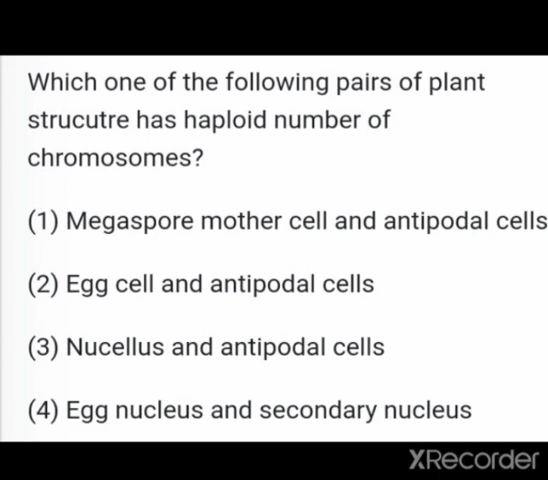 Which one of the following pairs of plant
strucutre has haploid number of
chromosomes?
(1) Megaspore mother cell and antipodal cells
(2) Egg cell and antipodal cells
(3) Nucellus and antipodal cells
(4) Egg nucleus and secondary nucleus
XRecorder